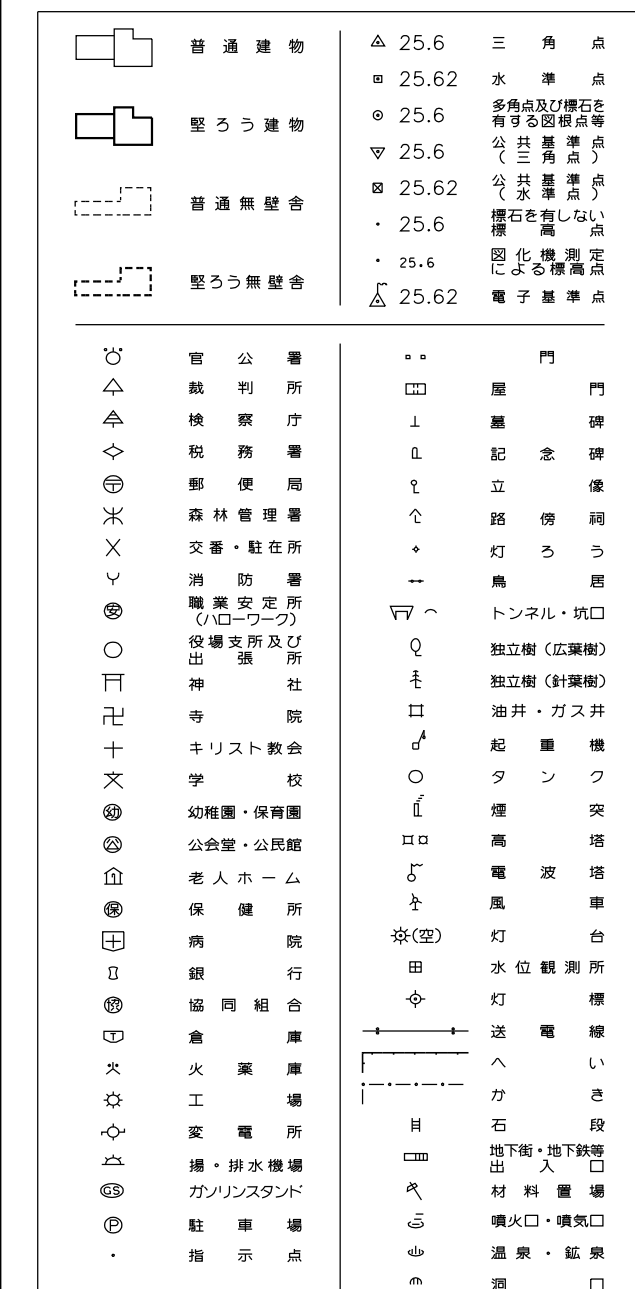 普通建物
堅ろう建物
普通無壁舎
堅ろう無壁舎
25.6 三角点
25.62 水準点
25.6 多角点及び標石を
有する図根点等
25.6 公共基準点
（三角点）
25.62 公共基準点
（水準点）
25.6 標石を有しない
標高点
25.6 図化機測定
による標高点
25.62 電子基準点
官公署
裁判所
検察庁
税務署
郵便局
森林管理署
交番・駐在所
消防署
安 職業安定所
（ハローワーク）
役場支所及び
出張所
神社
寺院
キリスト教会
文 学校
幼 幼稚園・保育園
公 公会堂・公民館
老人ホーム
保 保健所
病院
銀行
協 協同組合
T 倉庫
火 火薬庫
工場
変電所
揚・排水機場
GS ガソリンスタンド
P 駐車場
指示点
門
屋門
墓碑
記念碑
立像
路傍祠
灯ろう
鳥居
トンネル・坑口
独立樹（広葉樹）
独立樹（針葉樹）
油井・ガス井
起重機
タンク
煙突
高塔
電波塔
風車
(空) 灯台
水位観測所
灯標
送電線
へい
かき
石段
地下街・地下鉄等
出入口
材料置場
噴火口・噴気口
温泉・鉱泉
洞口